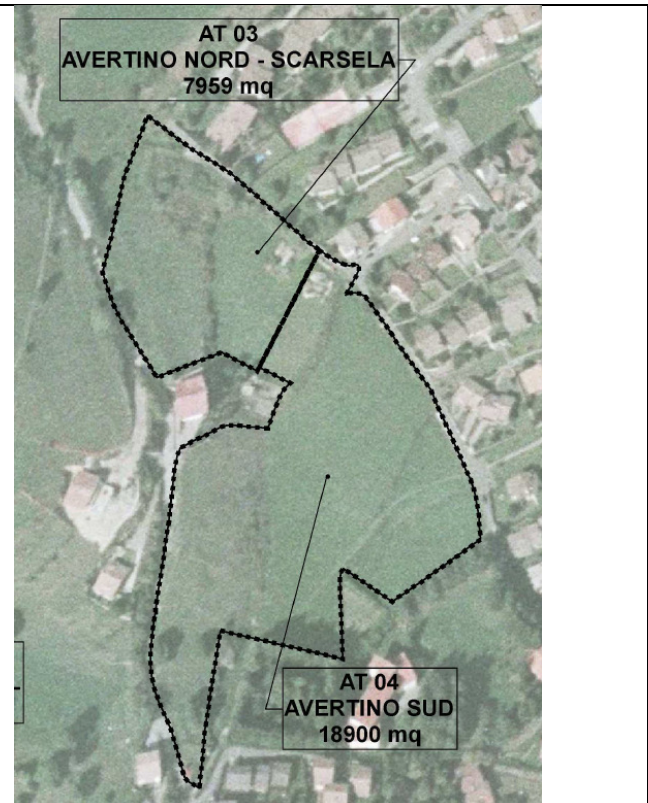 AT 03
AVERTINO NORD - SCARSELA
7959 mq
AT 04
AVERTINO SUD
18900 mq